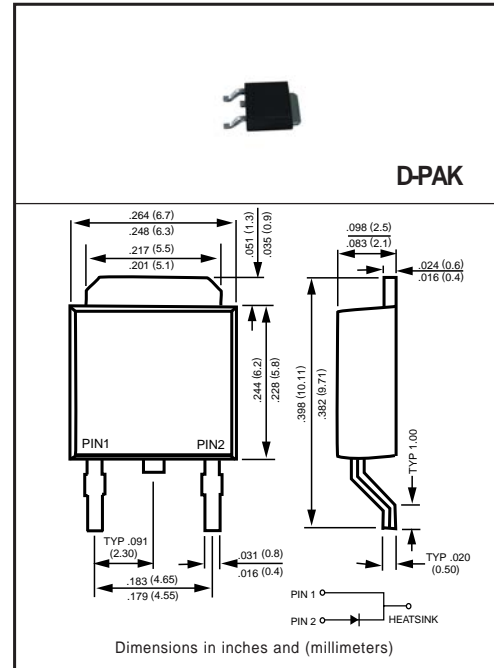 D-PAK
.264 (6.7)
.248 (6.3)
.217 (5.5)
.201 (5.1)
.051 (1.3)
.035 (0.9)
.098 (2.5)
.083 (2.1)
.024 (0.6)
.016 (0.4)
.244 (6.2)
.228 (5.8)
.398 (10.11)
.382 (9.71)
PIN1
PIN2
TYP 1.00
TYP .091
(2.30)
.031 (0.8)
.016 (0.4)
TYP .020
(0.50)
.183 (4.65)
.179 (4.55)
PIN 1
PIN 2
HEATSINK
Dimensions in inches and (millimeters)